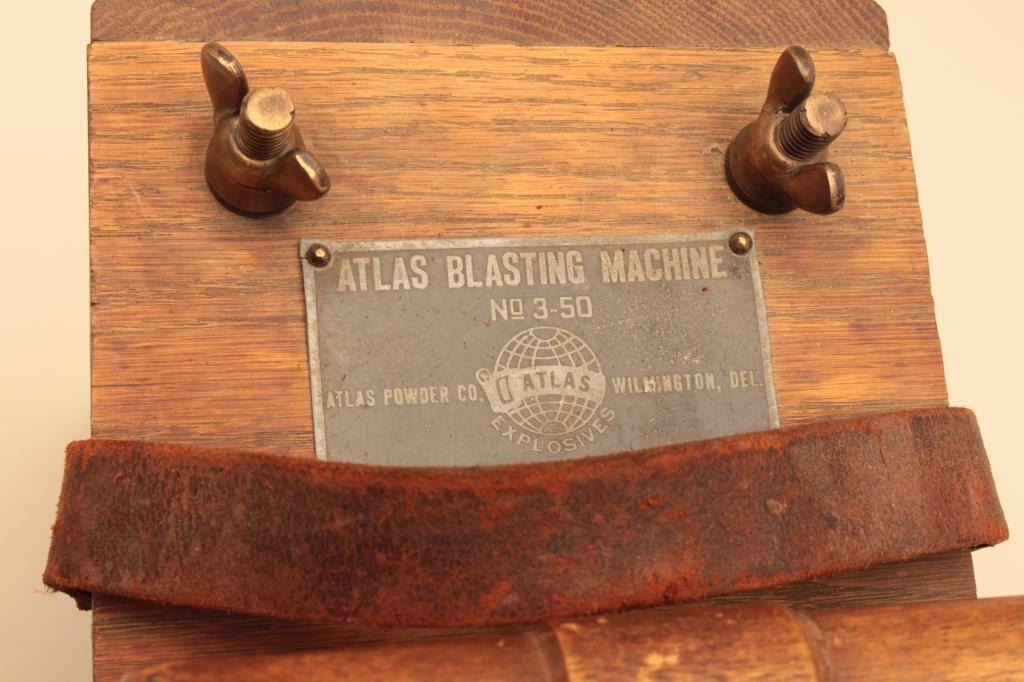 ATLAS BLASTING MACHINE
Nº 3-50
ATLAS POWDER CO. ATLAS WILMINGTON, DEL.
EXPLOSIVES